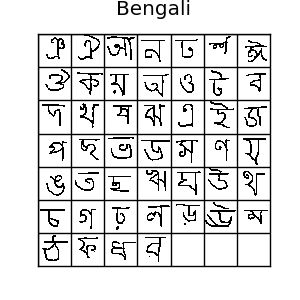 Bengali
ঞ ঐ আ ন ঢ ঈ
ঔ ক য় অ ও ট ব
দ খ ষ ঝ এ ই জ
প ছ ভ ড স ণ য
ঙ ত হ ঋ ঘ উ থ
চ গ ঢ় ল ড় ঊ ম
ঠ ফ ধ